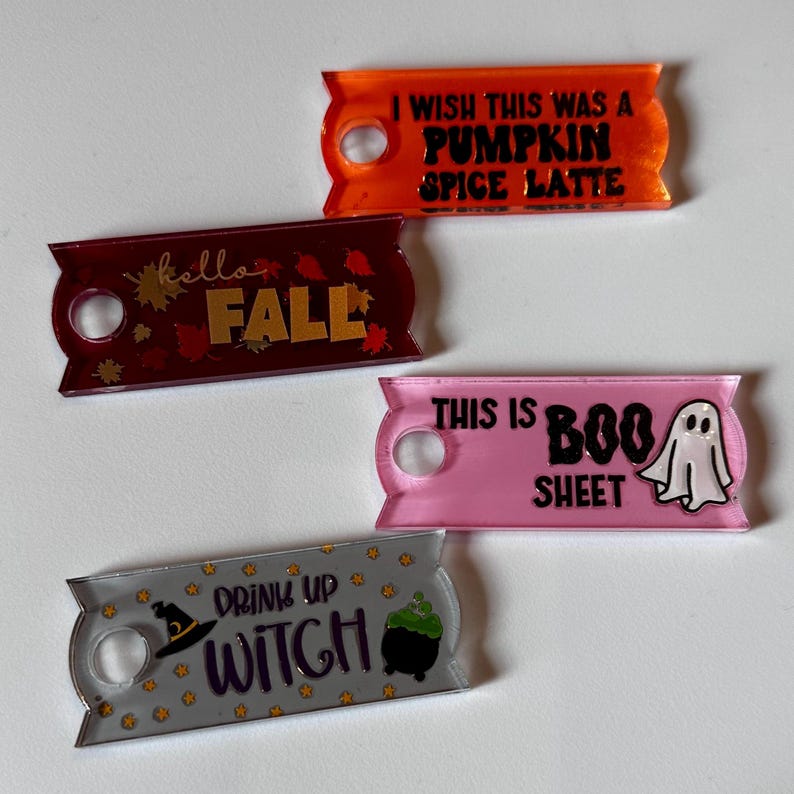 I WISH THIS WAS A
PUMPKIN
SPICE LATTE
hello
FALL
THIS IS BOO
SHEET
DRINK UP
WITCH